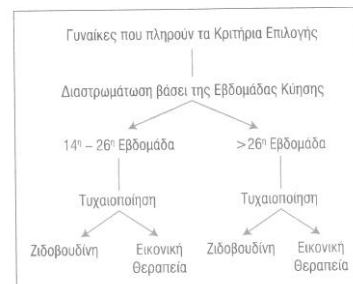 Γυναίκες που πληρούν τα Κριτήρια Επιλογής
Διαστρωμάτωση βάσει της Εβδομάδας Κύησης
14η – 26η Εβδομάδα
>26η Εβδομάδα
Τυχαιοποίηση
Τυχαιοποίηση
Ζιδοβουδίνη
Εικονική
Θεραπεία
Ζιδοβουδίνη
Εικονική
Θεραπεία